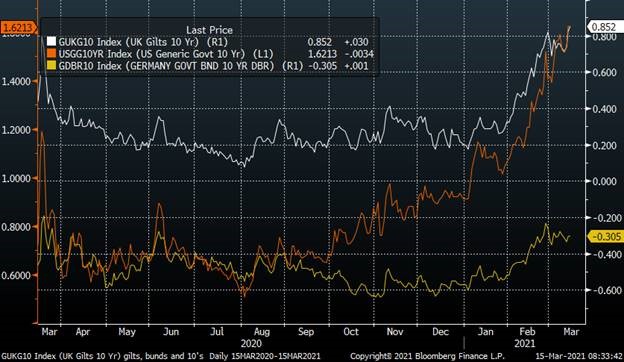 Last Price
GUKG10 Index (UK Gilts 10 Yr) (R1) 0.852 +.030
USGG10YR Index (US Generic Govt 10 Yr) (L1) 1.6213 -.0034
GDBR10 Index (GERMANY GOVT BND 10 YR DBR) (R1) -0.305 +.001
1.6213
1.4000
1.2000
1.0000
0.8000
0.6000
0.852
0.800
0.600
0.400
0.200
0.000
-0.200
-0.305
-0.400
-0.600
Mar Apr May Jun Jul Aug Sep Oct Nov Dec Jan Feb Mar
2020 2021
GUKG10 Index (UK Gilts 10 Yr) gilts, bunds and 10's Daily 15MAR2020-15MAR2021 Copyright© 2021 Bloomberg Finance L.P. 15-Mar-2021 08:33:42